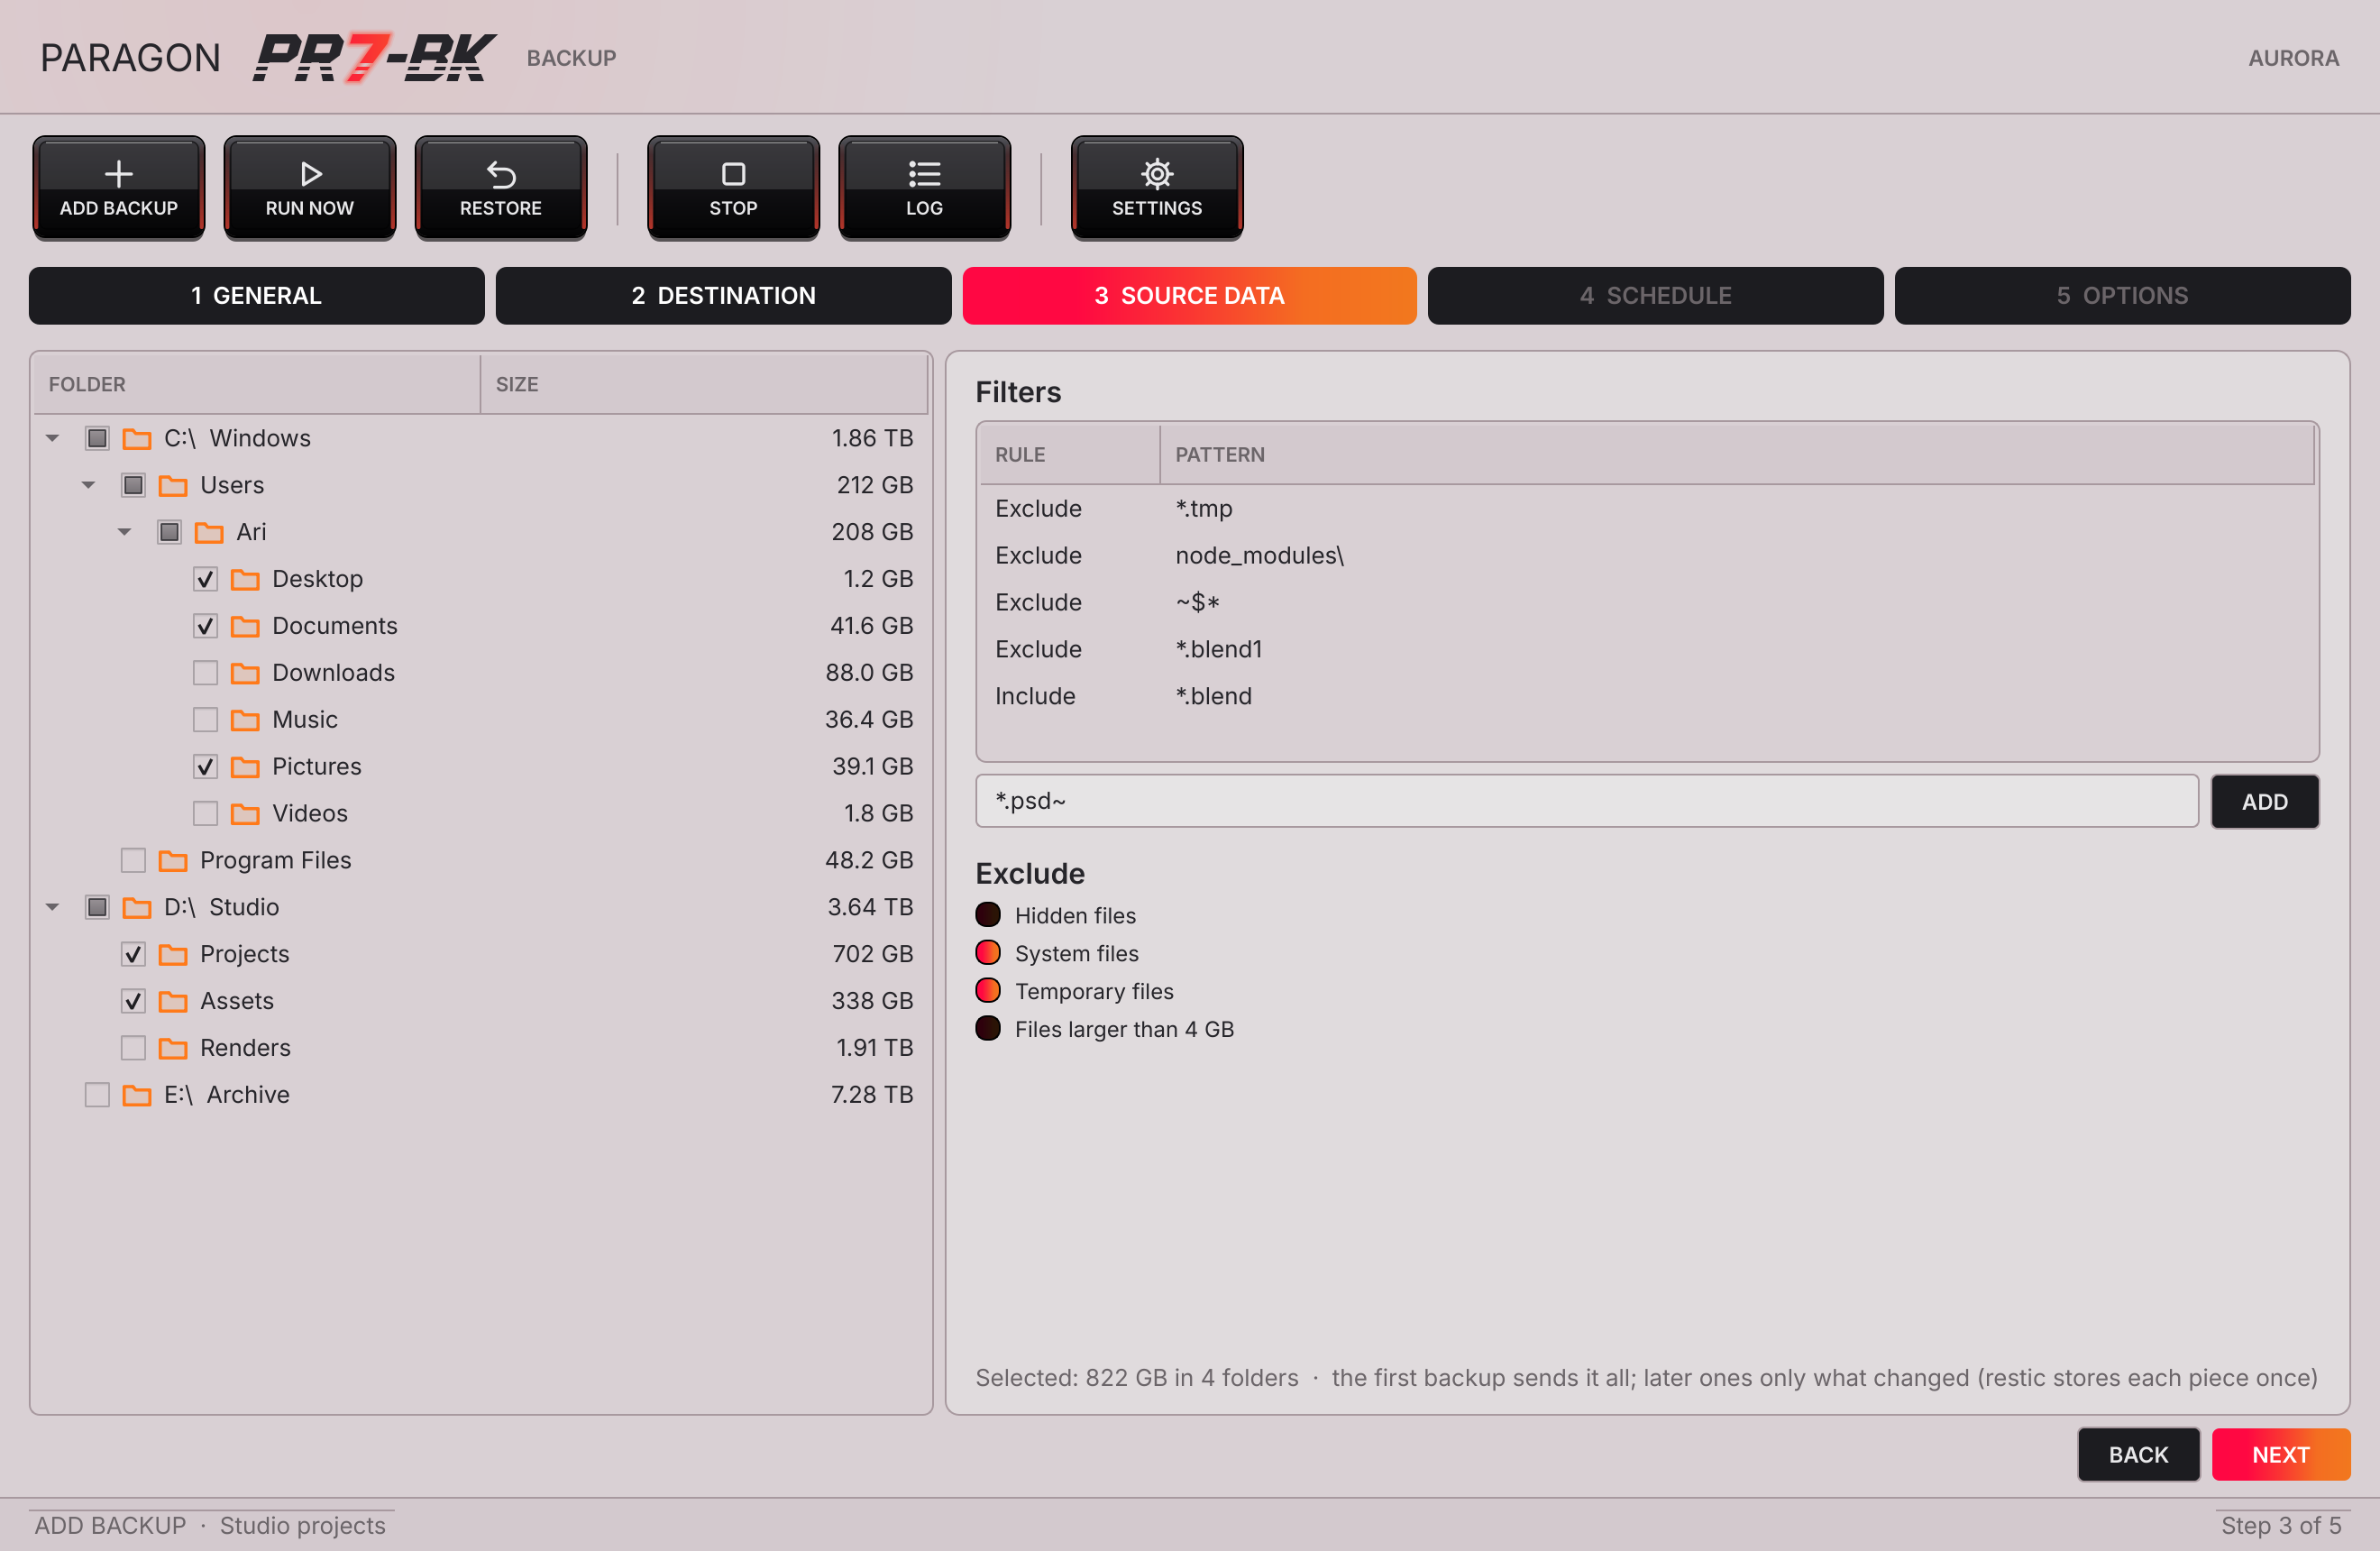 PARAGON PR7-BK BACKUP AURORA
ADD BACKUP RUN NOW RESTORE STOP LOG SETTINGS
1 GENERAL 2 DESTINATION 3 SOURCE DATA 4 SCHEDULE 5 OPTIONS
FOLDER SIZE
C:\ Windows 1.86 TB
Users 212 GB
Ari 208 GB
Desktop 1.2 GB
Documents 41.6 GB
Downloads 88.0 GB
Music 36.4 GB
Pictures 39.1 GB
Videos 1.8 GB
Program Files 48.2 GB
D:\ Studio 3.64 TB
Projects 702 GB
Assets 338 GB
Renders 1.91 TB
E:\ Archive 7.28 TB
Filters
RULE PATTERN
Exclude *.tmp
Exclude node_modules\
Exclude ~$*
Exclude *.blend1
Include *.blend
*.psd~ ADD
Exclude
Hidden files
System files
Temporary files
Files larger than 4 GB
Selected: 822 GB in 4 folders · the first backup sends it all; later ones only what changed (restic stores each piece once)
BACK NEXT
ADD BACKUP · Studio projects Step 3 of 5